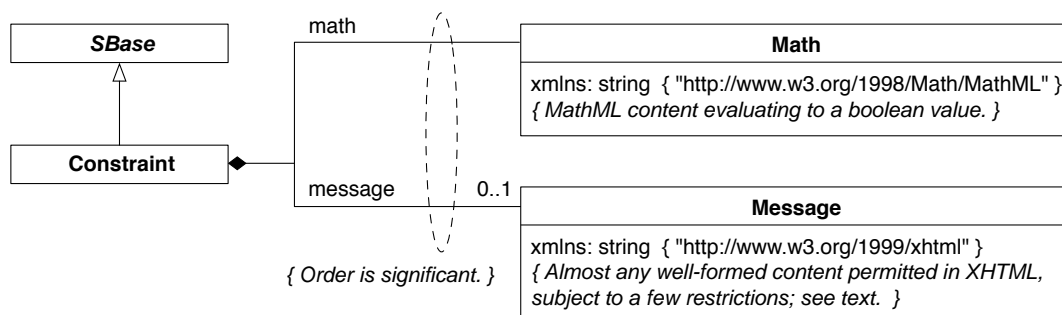 math
SBase
Math
xmlns: string { "http://www.w3.org/1998/Math/MathML" }
{ MathML content evaluating to a boolean value. }
Constraint
message 0..1
Message
xmlns: string { "http://www.w3.org/1999/xhtml" }
{ Order is significant. }
{ Almost any well-formed content permitted in XHTML,
subject to a few restrictions; see text. }